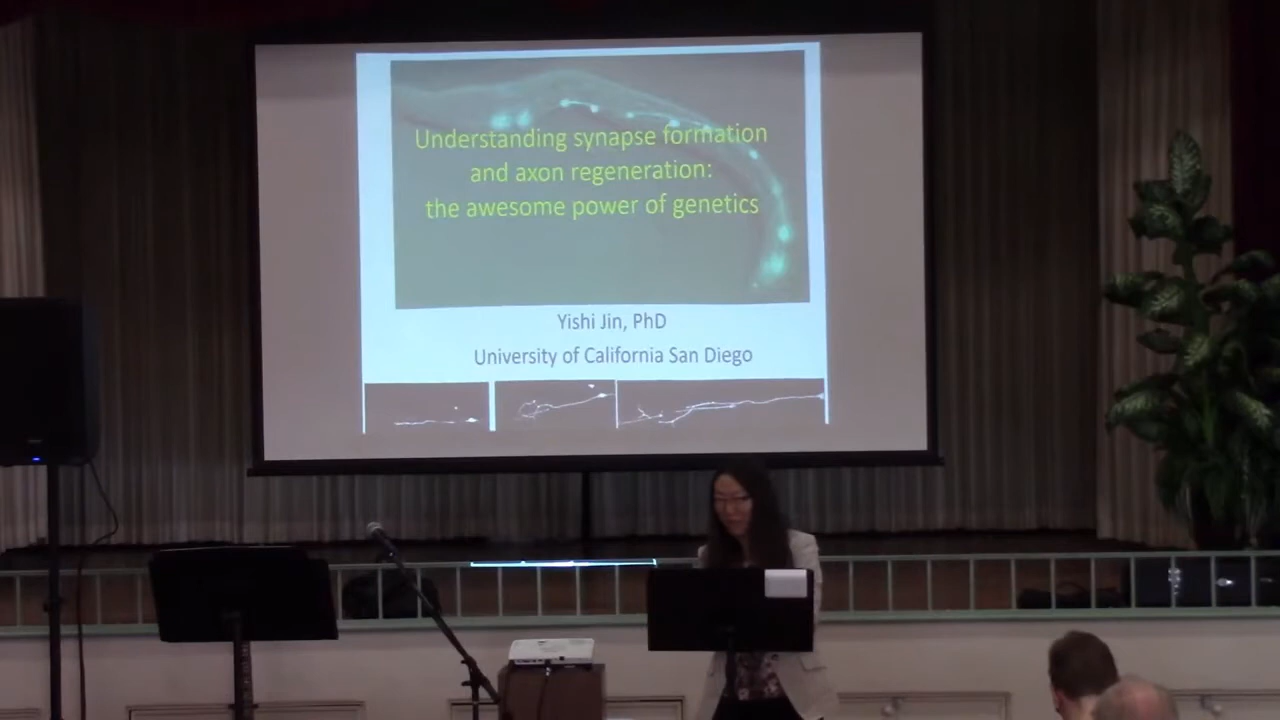 Understanding synapse formation
and axon regeneration:
the awesome power of genetics
Yishi Jin, PhD
University of California San Diego